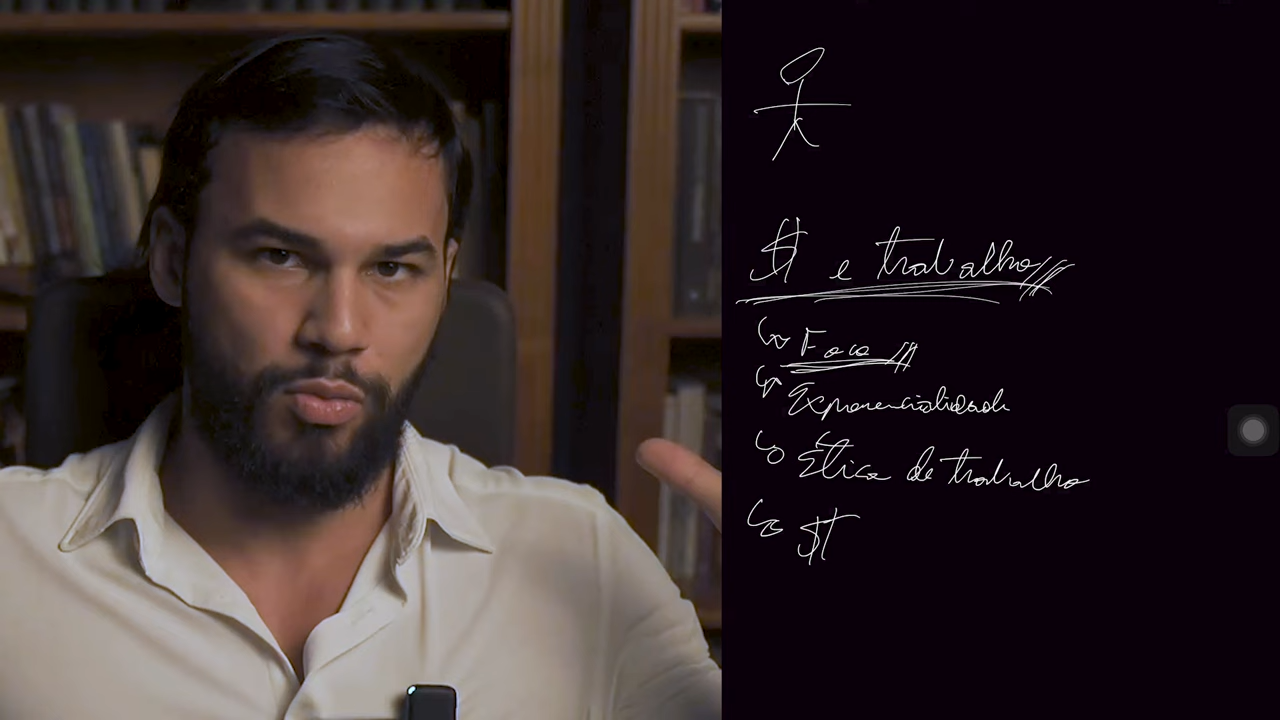 $ e trabalho
↳ Foco
↳ Exponencialidade
↳ Ética de trabalho
↳ $